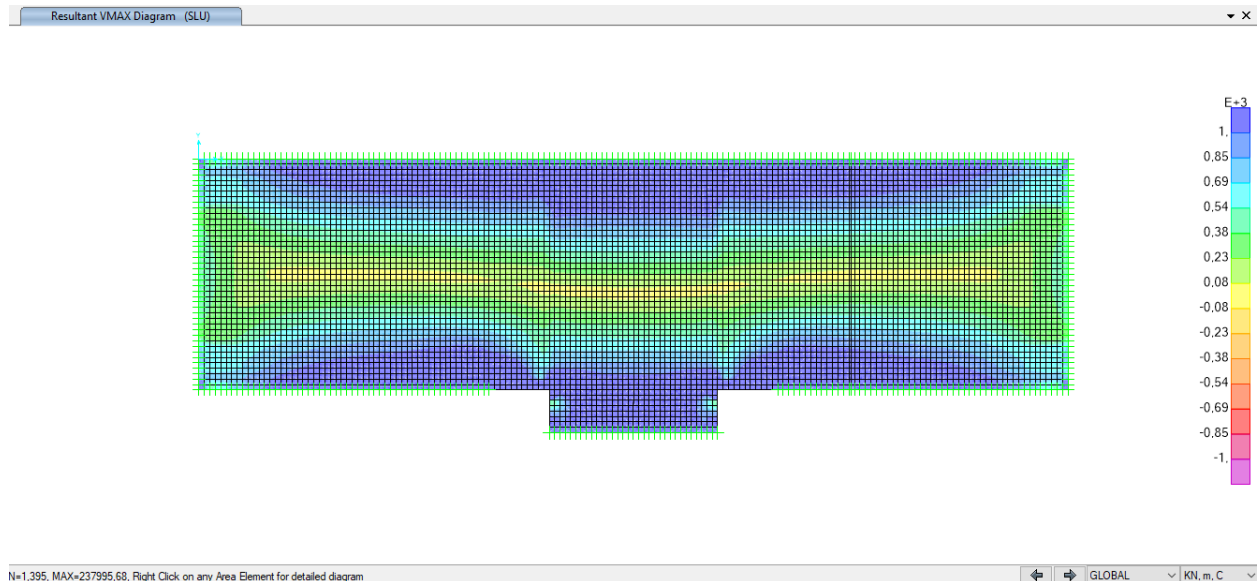 Resultant VMAX Diagram (SLU)
E+3
1,
0,85
0,69
0,54
0,38
0,23
0,08
-0,08
-0,23
-0,38
-0,54
-0,69
-0,85
-1,
N=1,395, MAX=237995,68, Right Click on any Area Element for detailed diagram
GLOBAL
KN, m, C